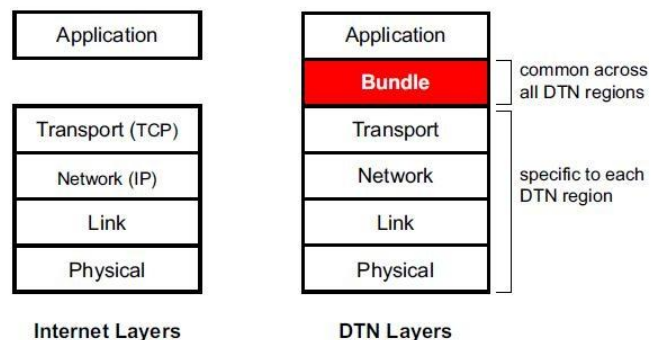 Application
Transport (TCP)
Network (IP)
Link
Physical
Internet Layers
Application
Bundle
Transport
Network
Link
Physical
DTN Layers
common across
all DTN regions
specific to each
DTN region